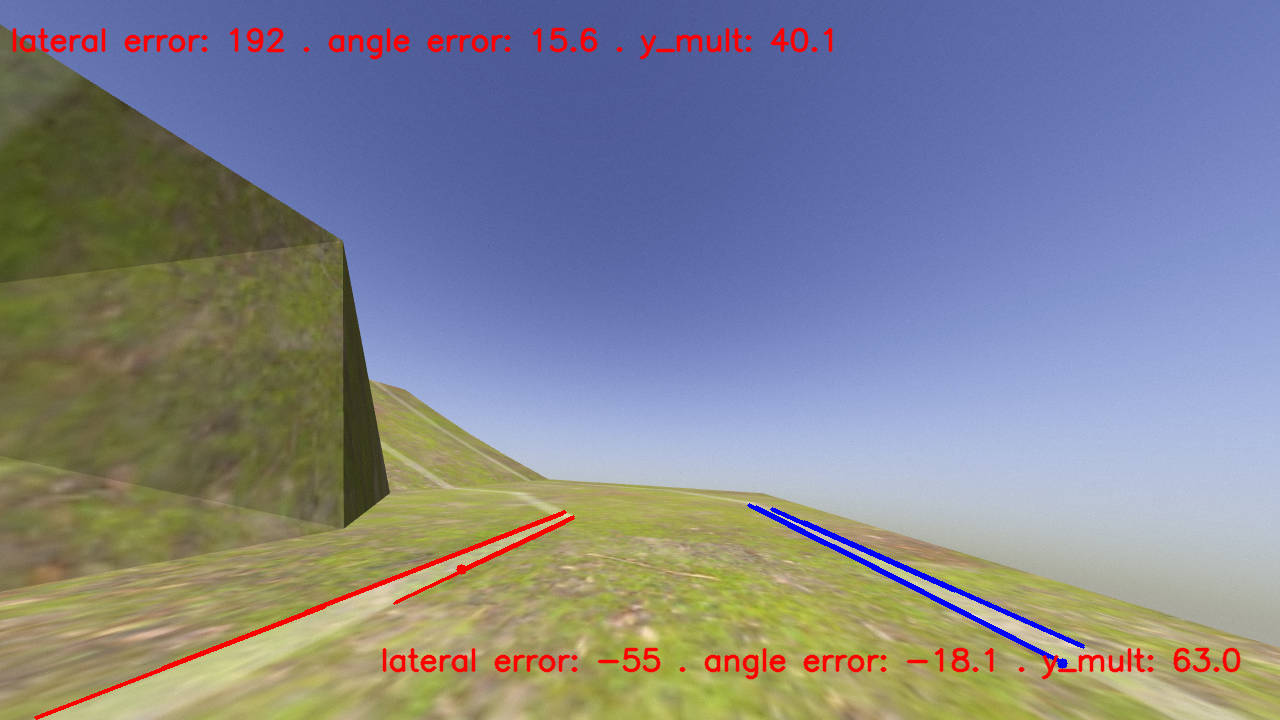 lateral error: 192 . angle error: 15.6 . y_mult: 40.1
lateral error: -55 . angle error: -18.1 . y_mult: 63.0